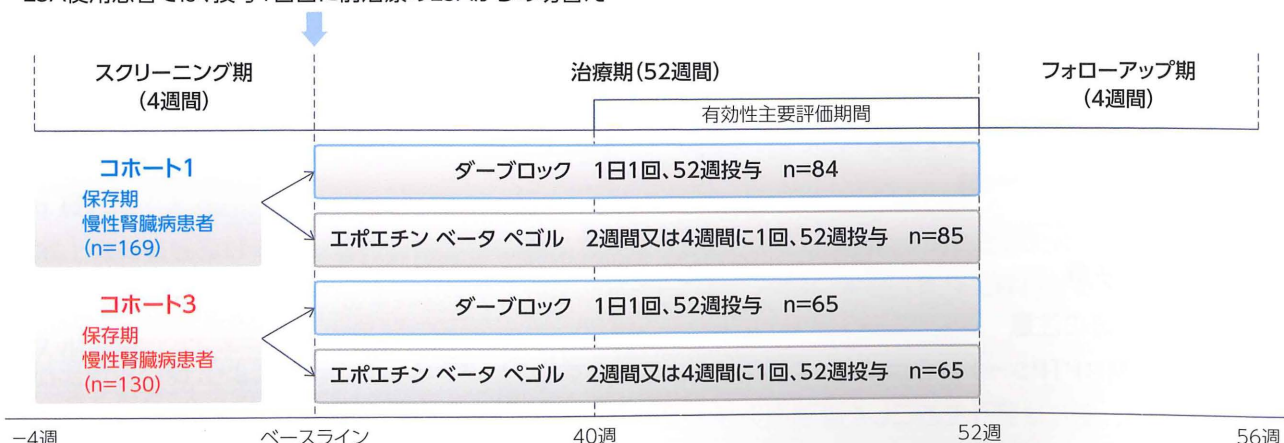 スクリーニング期
(4週間)
治療期(52週間)
フォローアップ期
(4週間)
有効性主要評価期間
コホート1
保存期
慢性腎臓病患者
(n=169)
ダーブロック 1日1回、52週投与 n=84
エポエチン ベータ ペゴル 2週間又は4週間に1回、52週投与 n=85
コホート3
保存期
慢性腎臓病患者
(n=130)
ダーブロック 1日1回、52週投与 n=65
エポエチン ベータ ペゴル 2週間又は4週間に1回、52週投与 n=65
−4週
ベースライン
40週
52週
56週